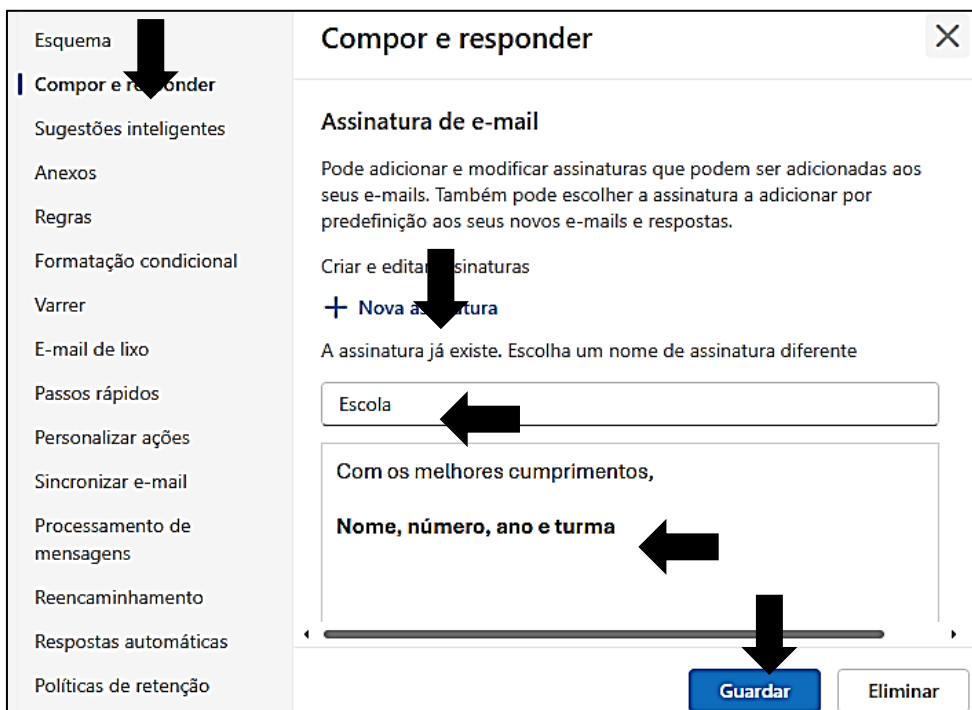 Esquema
Compor e responder
Sugestões inteligentes
Anexos
Regras
Formatação condicional
Varrer
E-mail de lixo
Passos rápidos
Personalizar ações
Sincronizar e-mail
Processamento de
mensagens
Reencaminhamento
Respostas automáticas
Políticas de retenção
Compor e responder
Assinatura de e-mail
Pode adicionar e modificar assinaturas que podem ser adicionadas aos
seus e-mails. Também pode escolher a assinatura a adicionar por
predefinição aos seus novos e-mails e respostas.
Criar e editar assinaturas
Nova assinatura
A assinatura já existe. Escolha um nome de assinatura diferente
Escola
Com os melhores cumprimentos,
Nome, número, ano e turma
Guardar
Eliminar